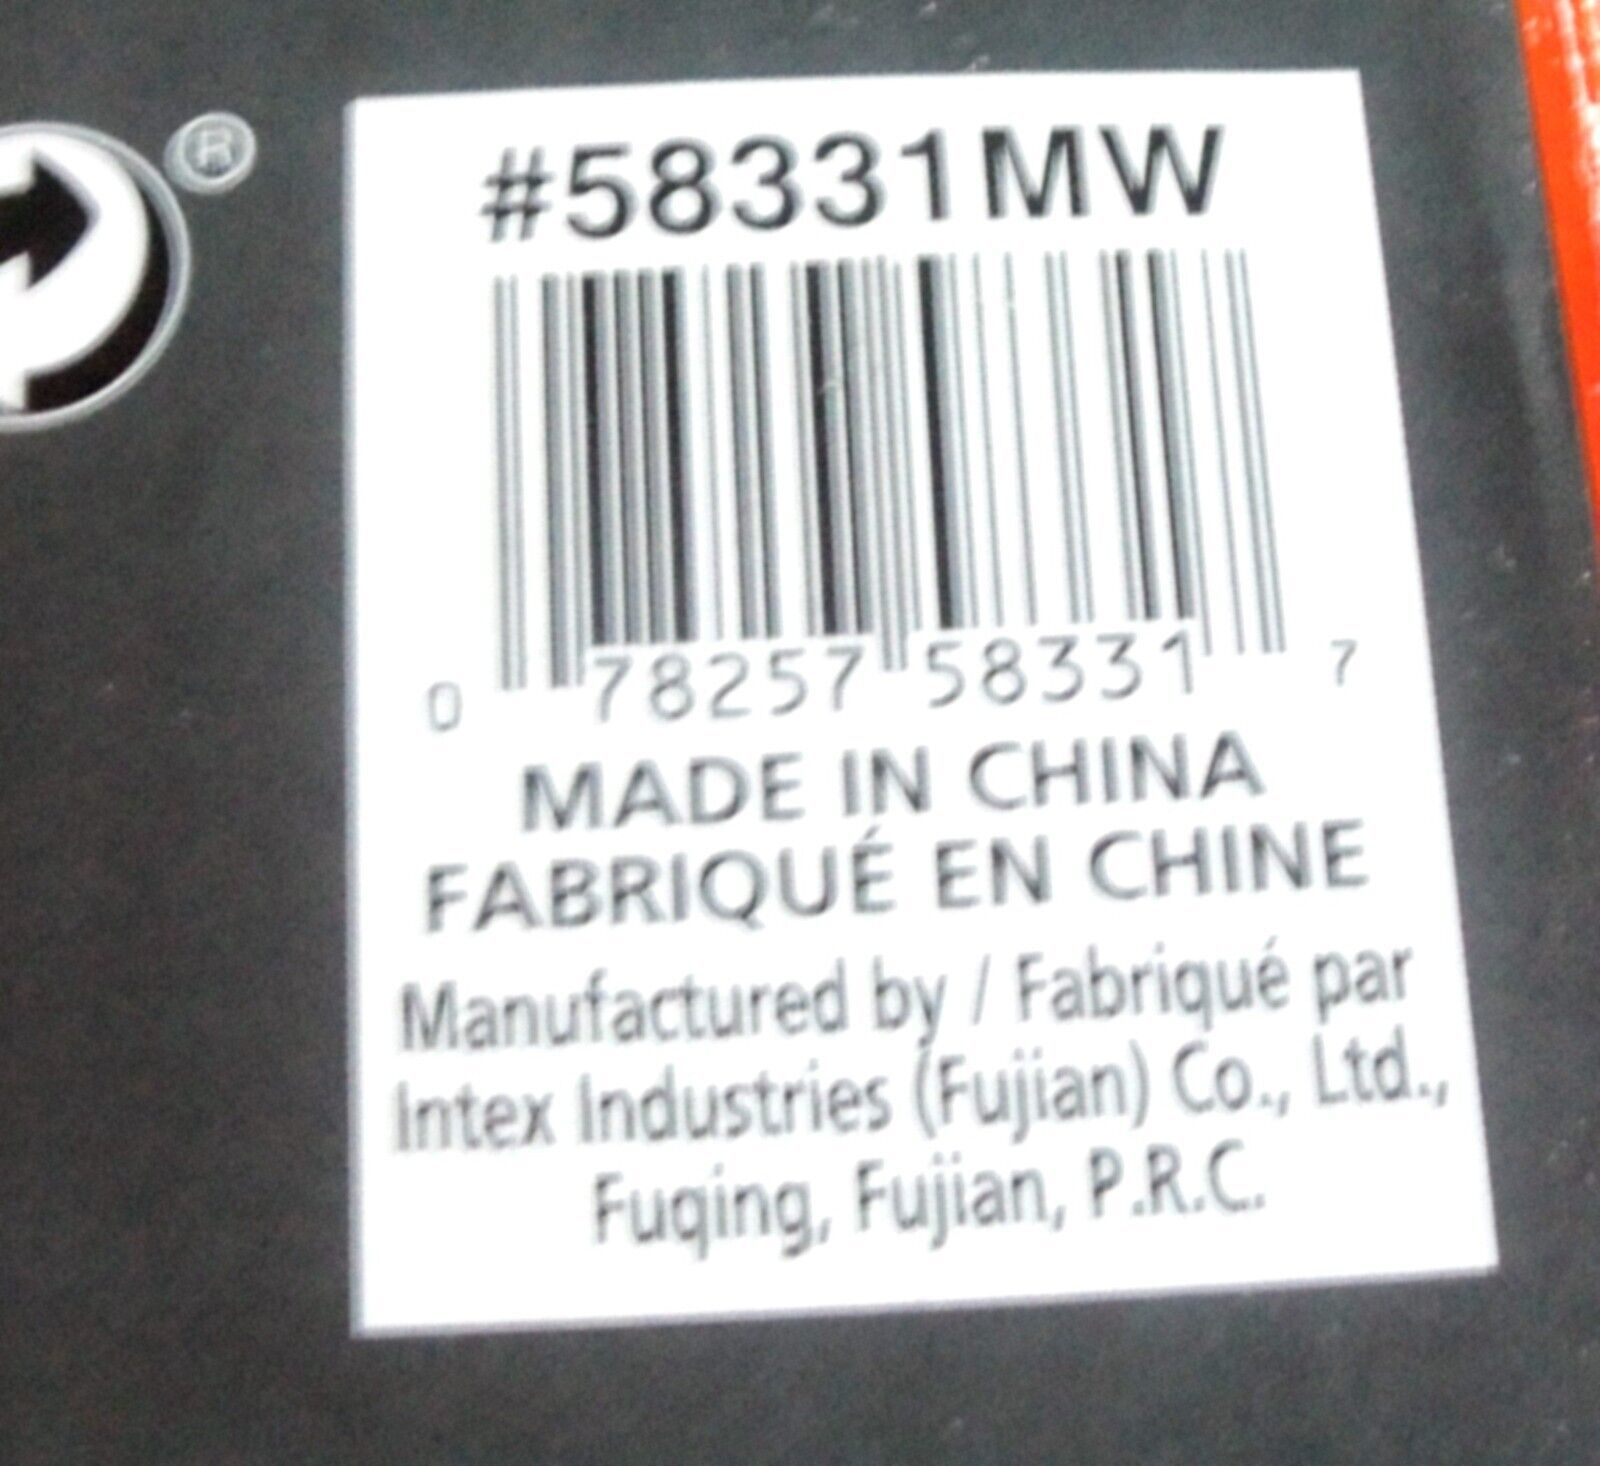 ®
#58331MW
0 78257 58331 7
MADE IN CHINA
FABRIQUÉ EN CHINE
Manufactured by / Fabriqué par
Intex Industries (Fujian) Co., Ltd.,
Fuqing, Fujian, P.R.C.